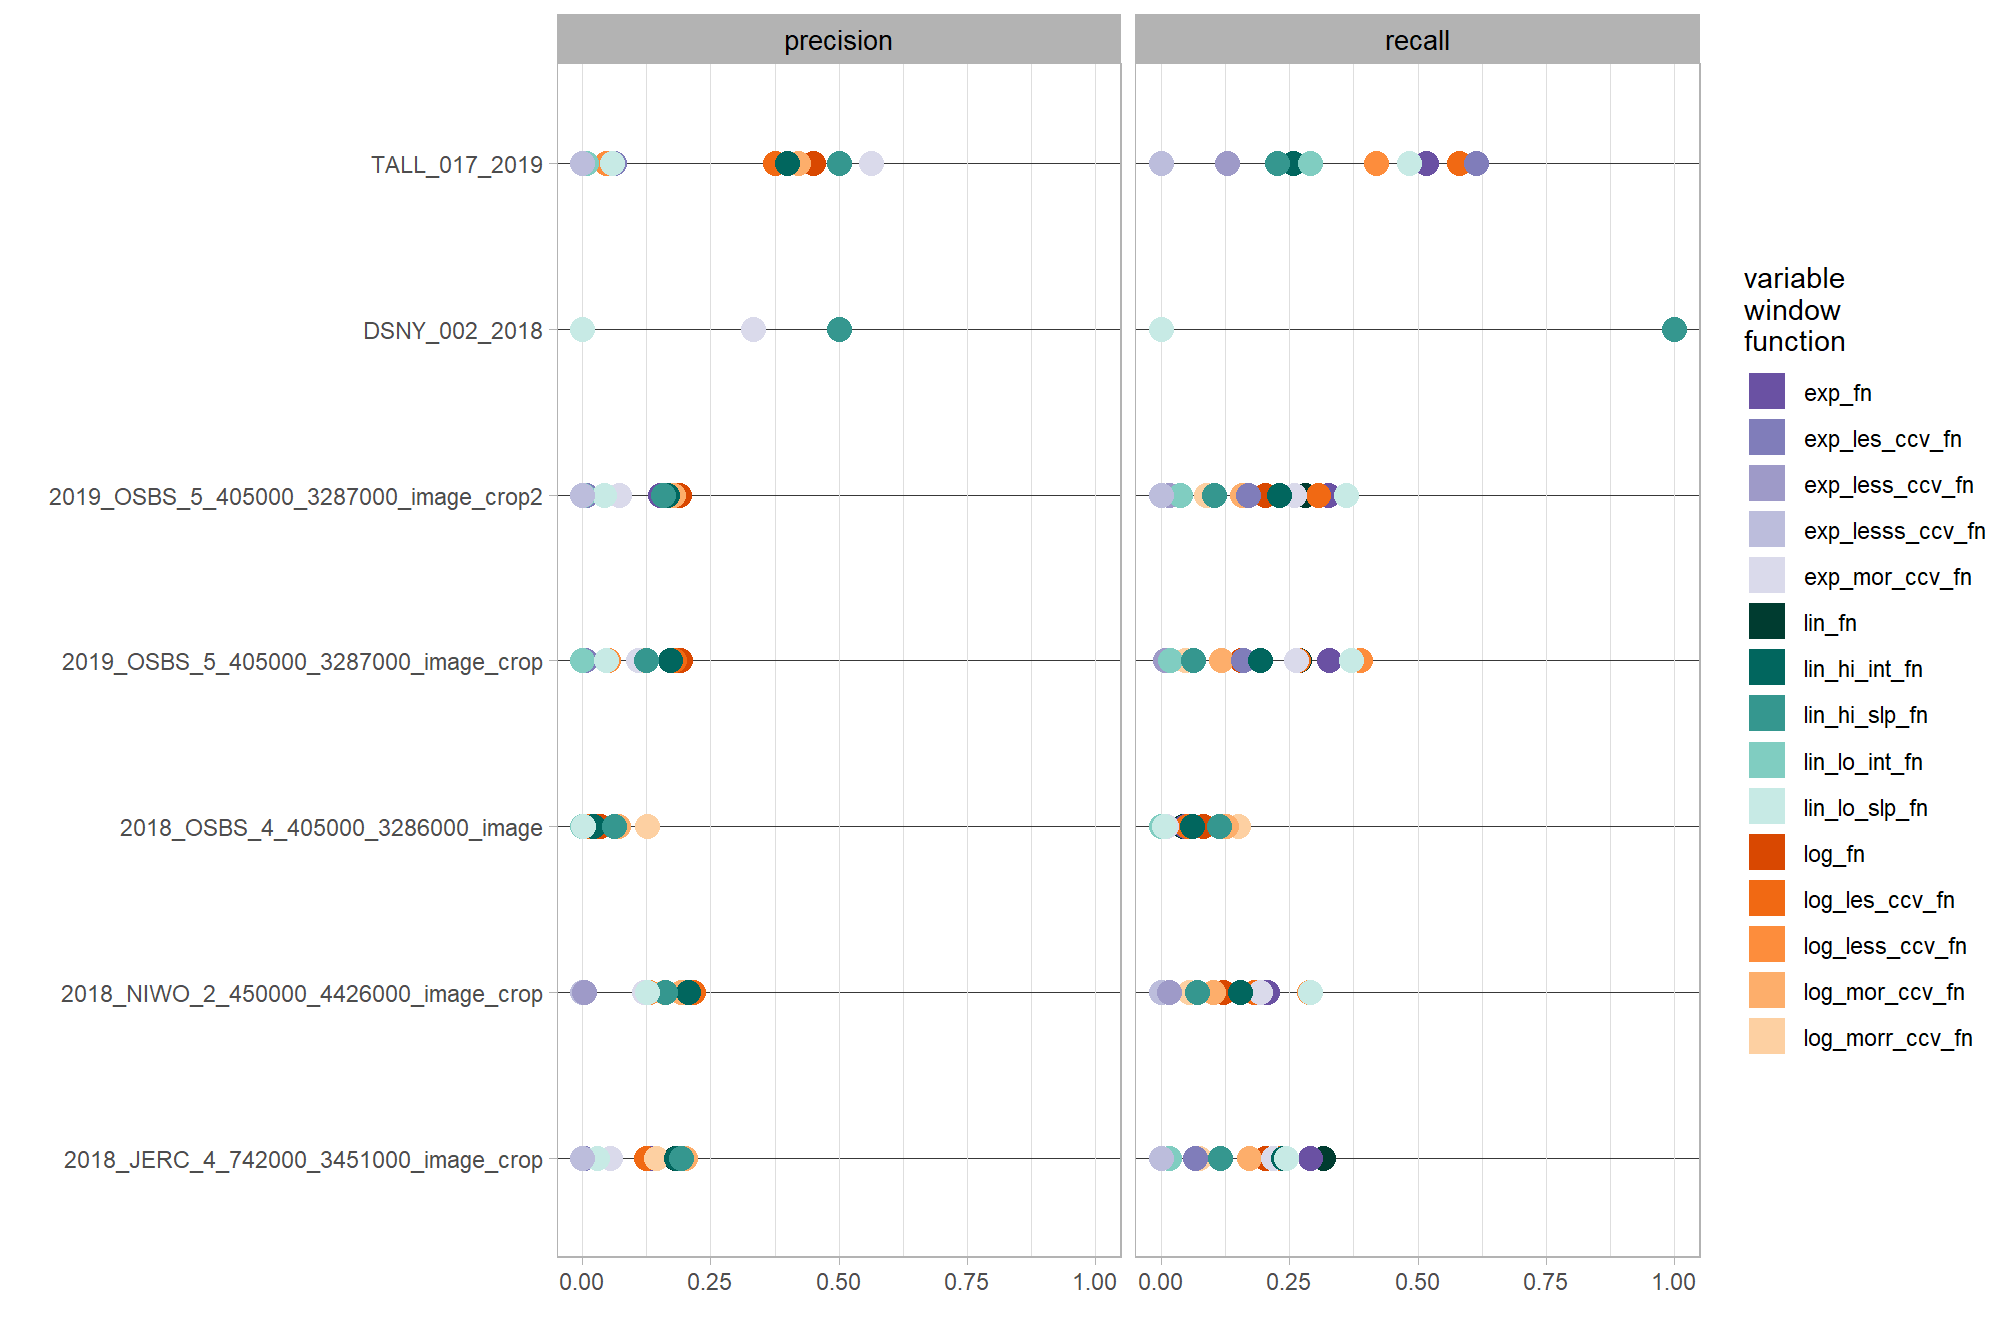 precision
recall
TALL_017_2019
DSNY_002_2018
2019_OSBS_5_405000_3287000_image_crop2
2019_OSBS_5_405000_3287000_image_crop
2018_OSBS_4_405000_3286000_image
2018_NIWO_2_450000_4426000_image_crop
2018_JERC_4_742000_3451000_image_crop
0.00 0.25 0.50 0.75 1.00
0.00 0.25 0.50 0.75 1.00
variable
window
function
exp_fn
exp_les_ccv_fn
exp_less_ccv_fn
exp_lesss_ccv_fn
exp_mor_ccv_fn
lin_fn
lin_hi_int_fn
lin_hi_slp_fn
lin_lo_int_fn
lin_lo_slp_fn
log_fn
log_les_ccv_fn
log_less_ccv_fn
log_mor_ccv_fn
log_morr_ccv_fn